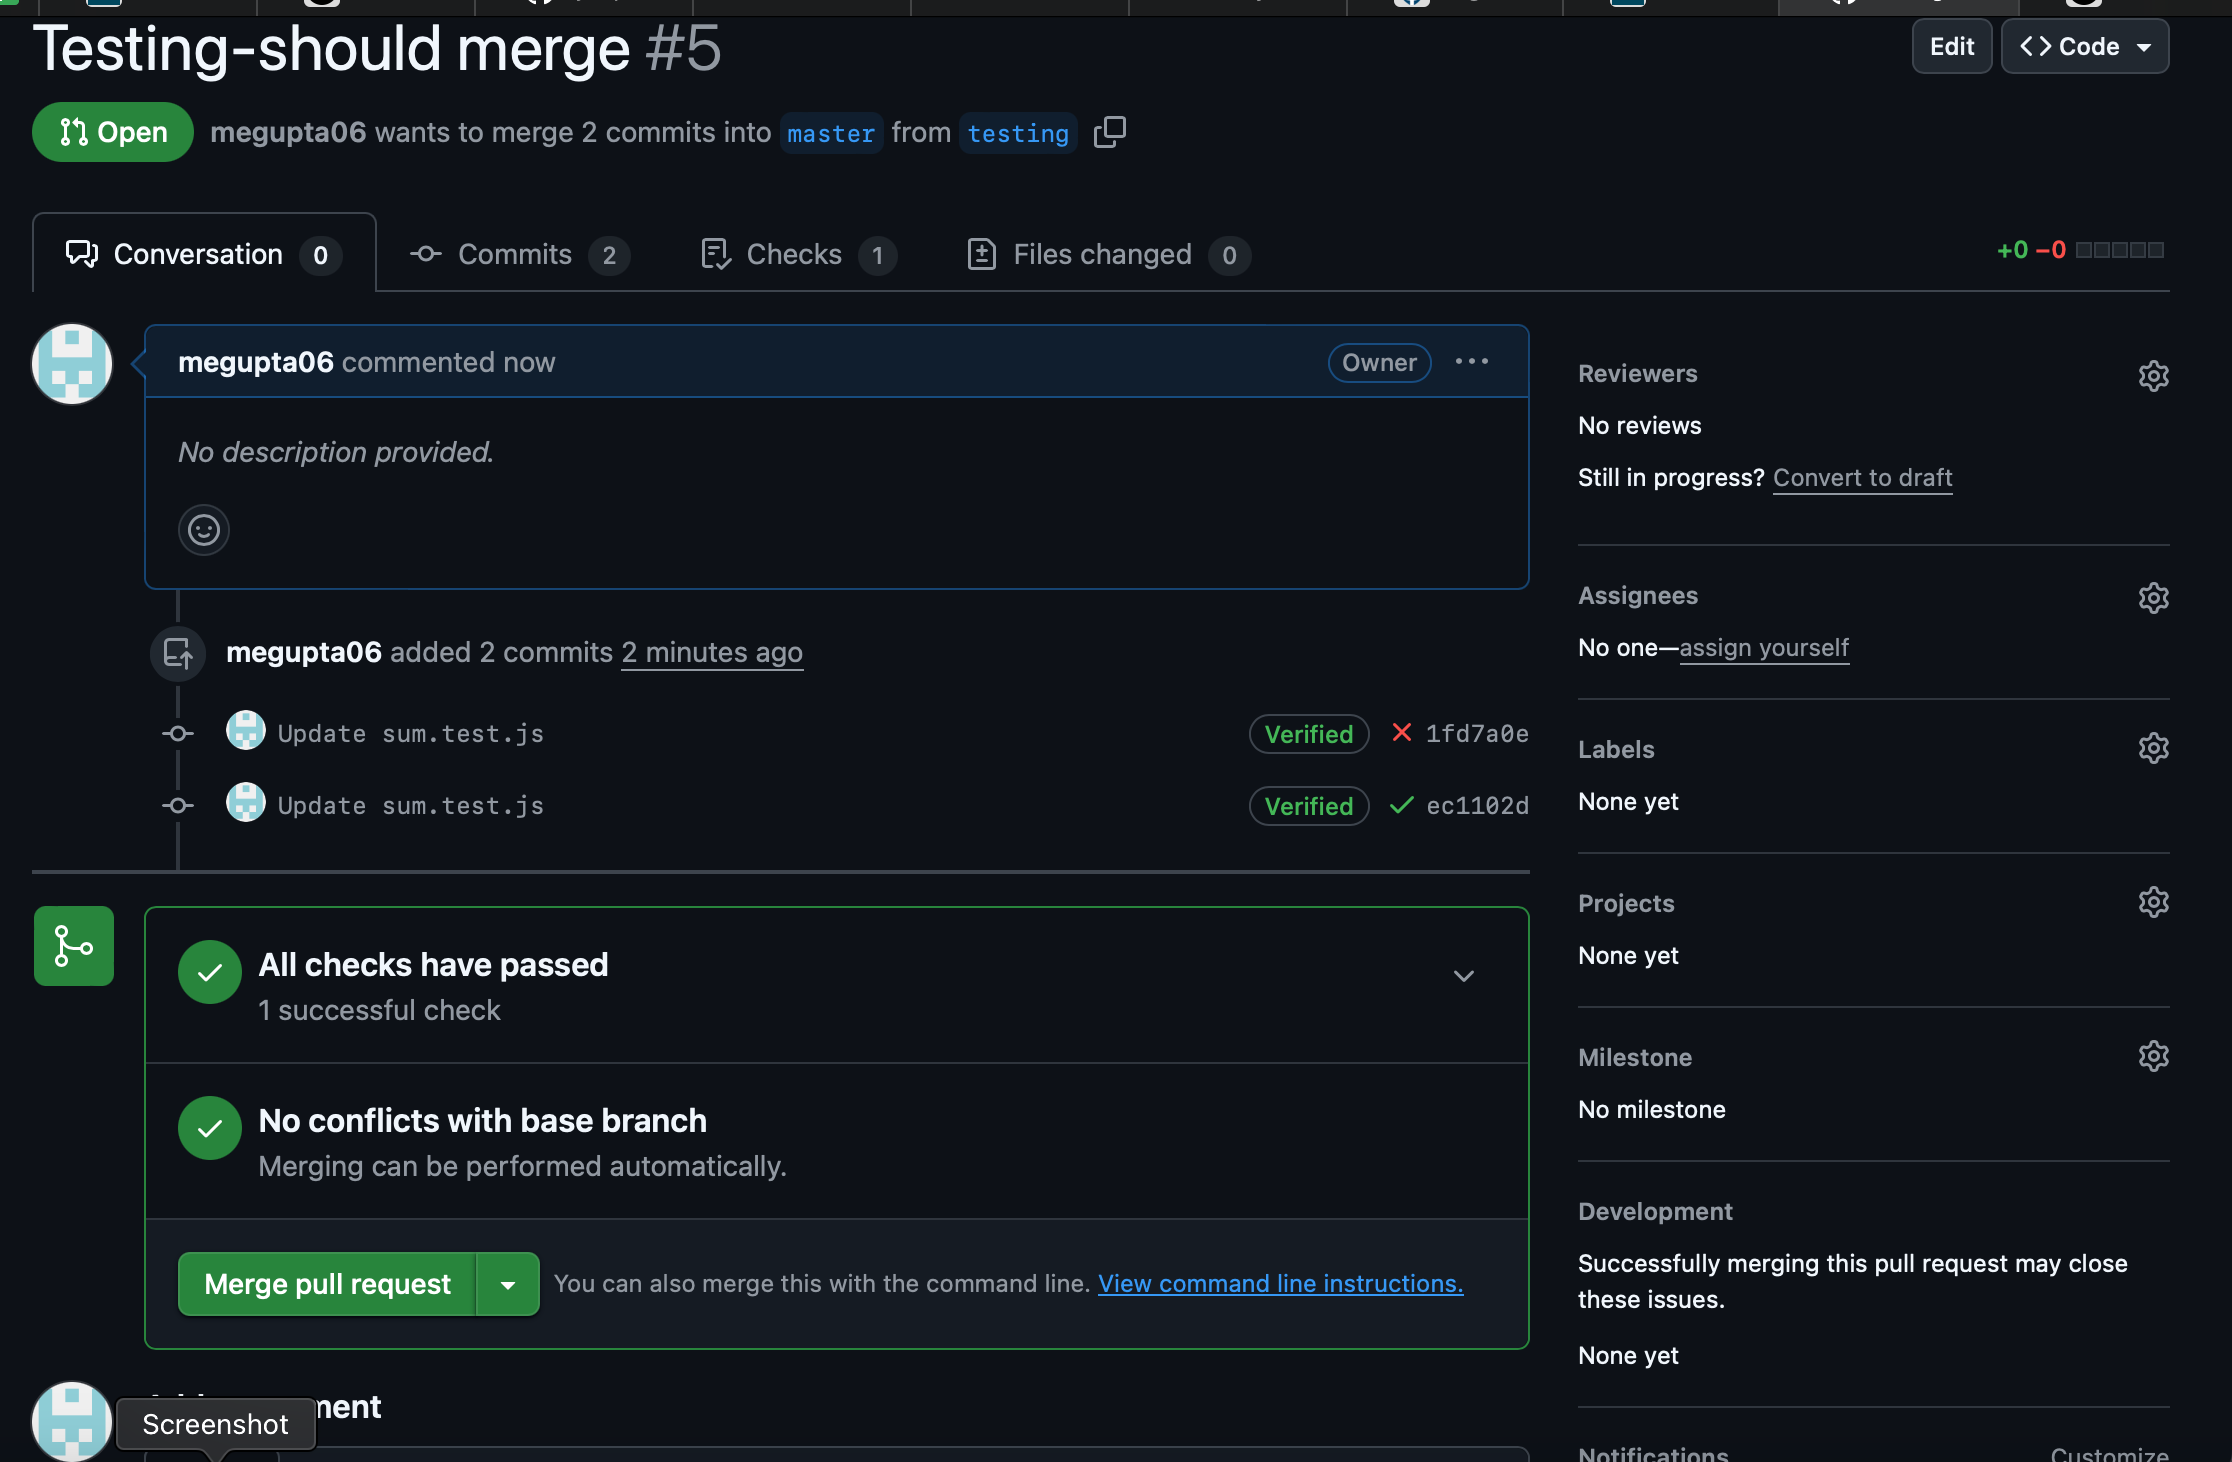 Testing-should merge #5
Edit
Code
Open
megupta06 wants to merge 2 commits into master from testing
Conversation 0
Commits 2
Checks 1
Files changed 0
+0 −0
megupta06 commented now
Owner
No description provided.
megupta06 added 2 commits 2 minutes ago
Update sum.test.js
Verified
1fd7a0e
Update sum.test.js
Verified
ec1102d
All checks have passed
1 successful check
No conflicts with base branch
Merging can be performed automatically.
Merge pull request
You can also merge this with the command line. View command line instructions.
Screenshot
Reviewers
No reviews
Still in progress? Convert to draft
Assignees
No one—assign yourself
Labels
None yet
Projects
None yet
Milestone
No milestone
Development
Successfully merging this pull request may close
these issues.
None yet
Notifications
Customize